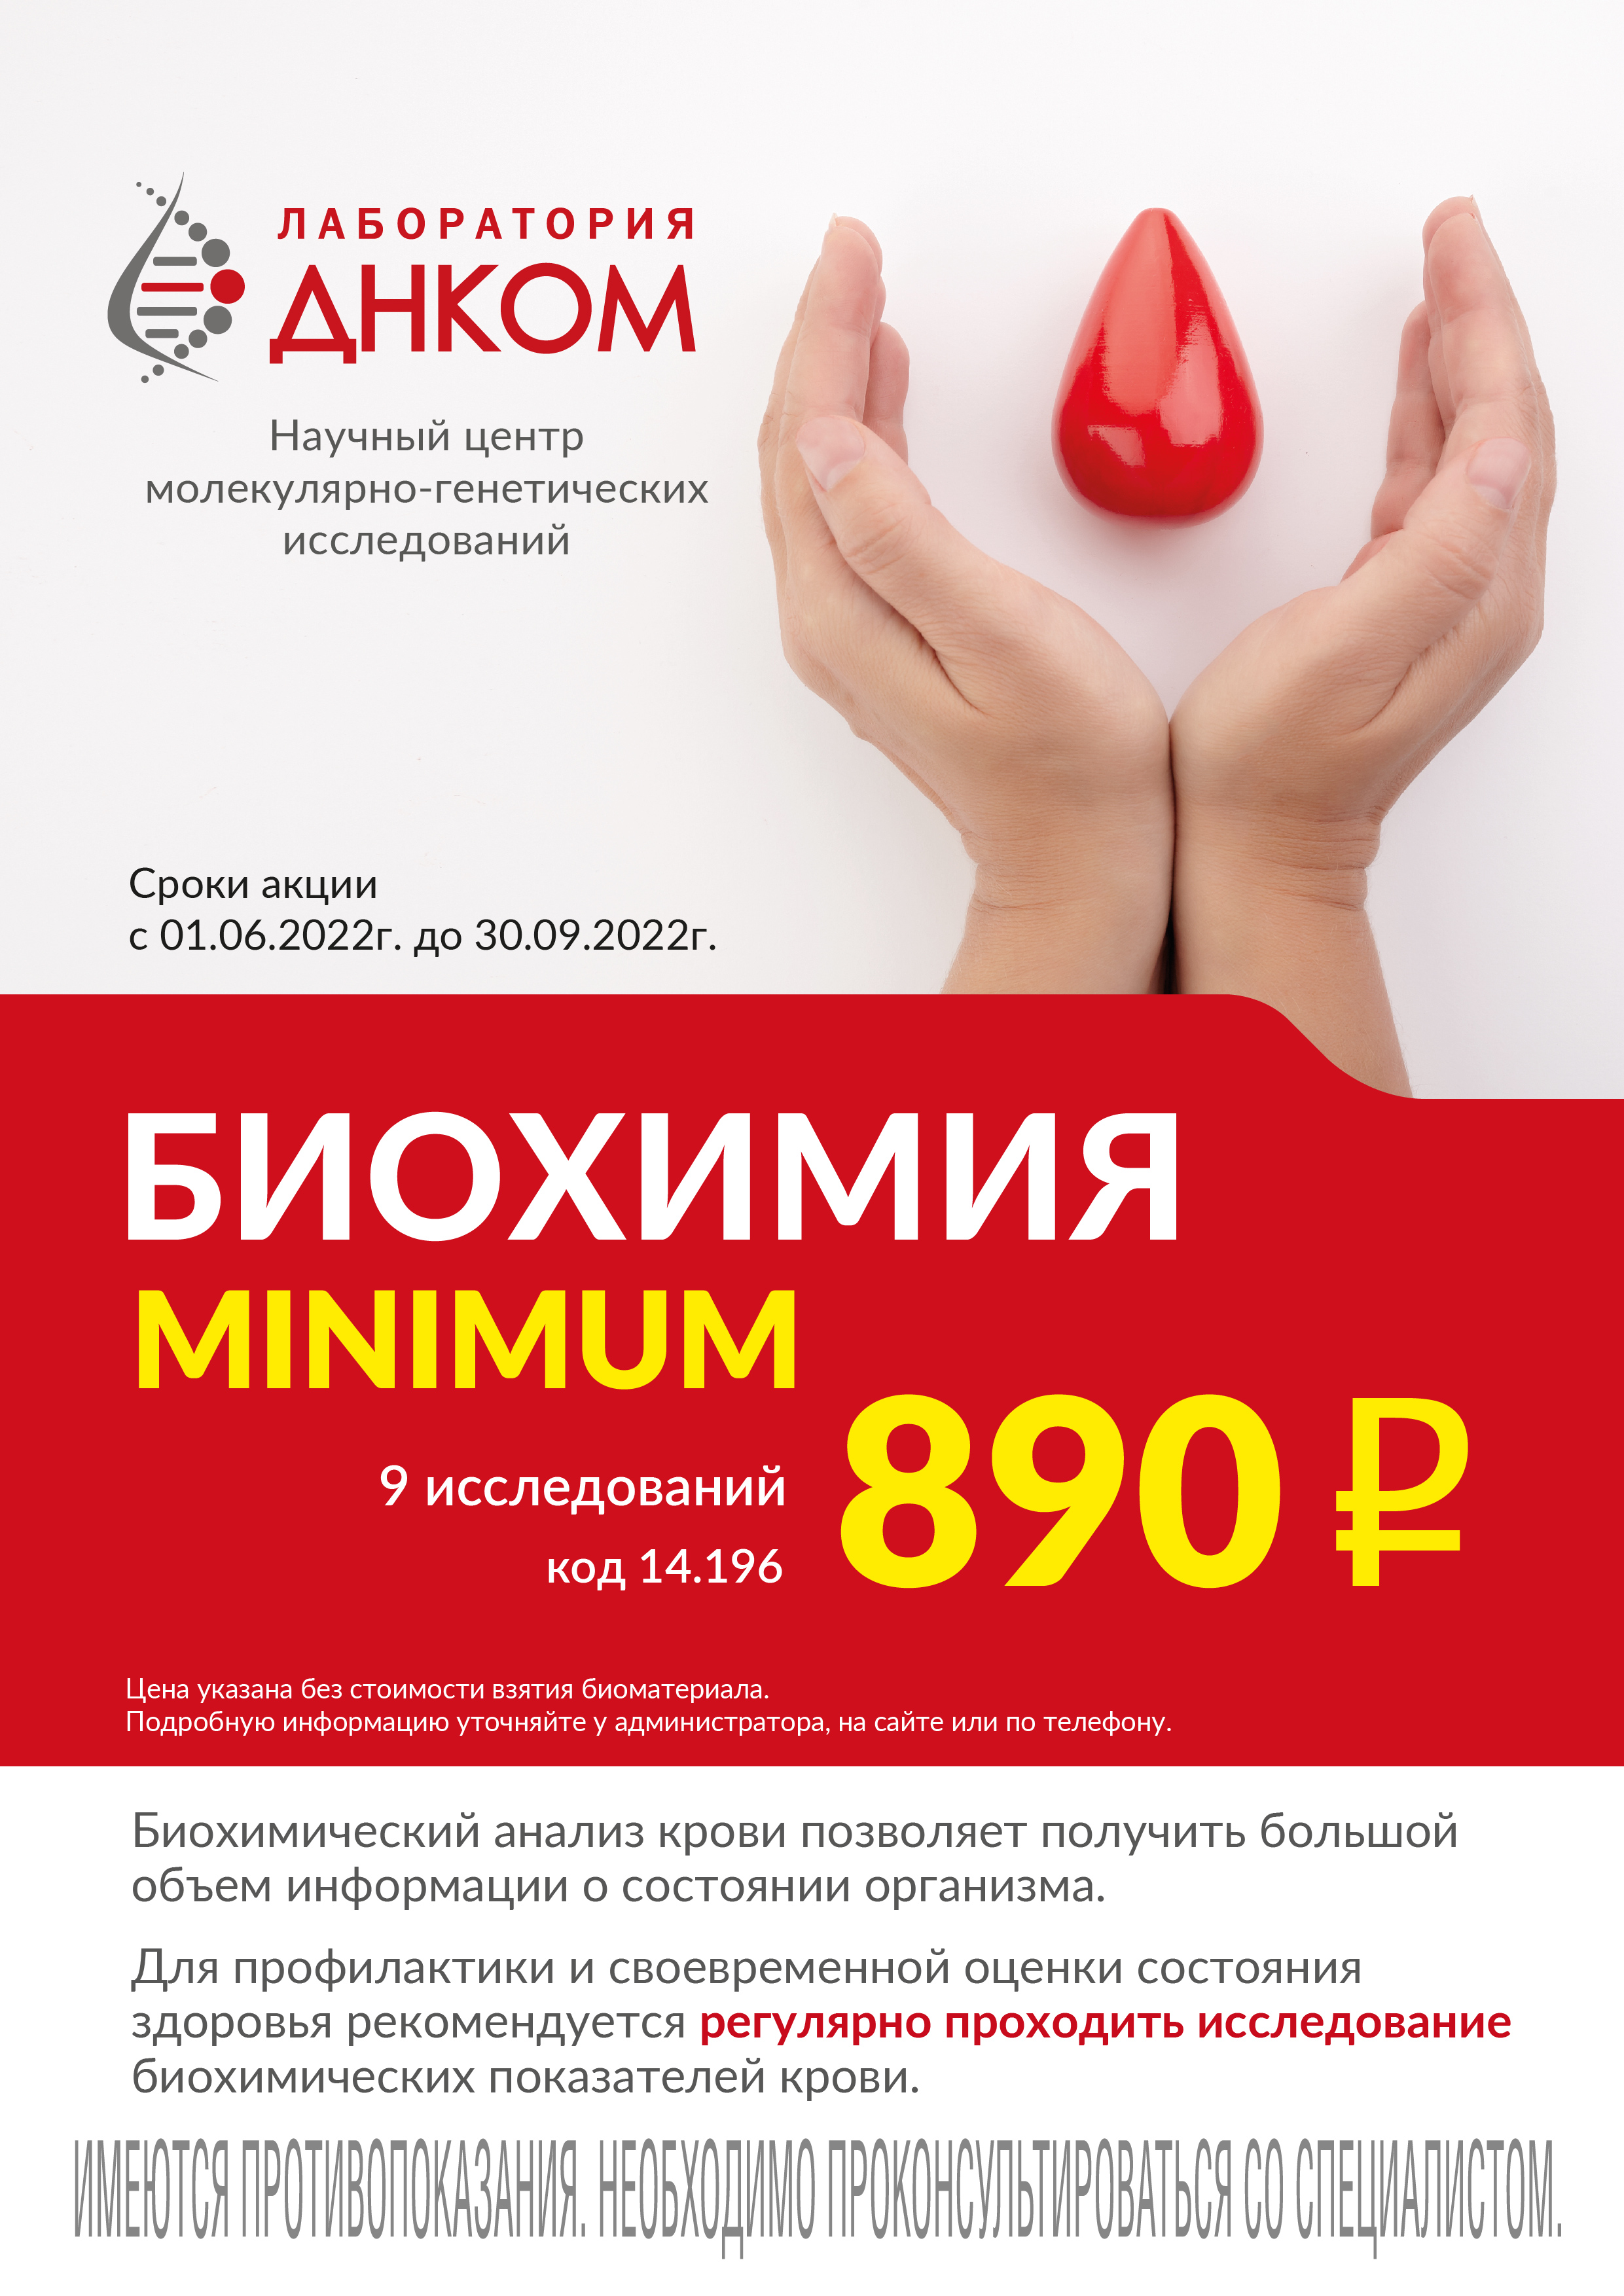 ЛАБОРАТОРИЯ
ДНКОМ
Научный центр
молекулярно-генетических
исследований
Сроки акции
с 01.06.2022г. до 30.09.2022г.
БИОХИМИЯ
MINIMUM
9 исследований
код 14.196
890 ₽
Цена указана без стоимости взятия биоматериала.
Подробную информацию уточняйте у администратора, на сайте или по телефону.
Биохимический анализ крови позволяет получить большой
объем информации о состоянии организма.
Для профилактики и своевременной оценки состояния
здоровья рекомендуется регулярно проходить исследование
биохимических показателей крови.
ИМЕЮТСЯ ПРОТИВОПОКАЗАНИЯ. НЕОБХОДИМО ПРОКОНСУЛЬТИРОВАТЬСЯ СО СПЕЦИАЛИСТОМ.